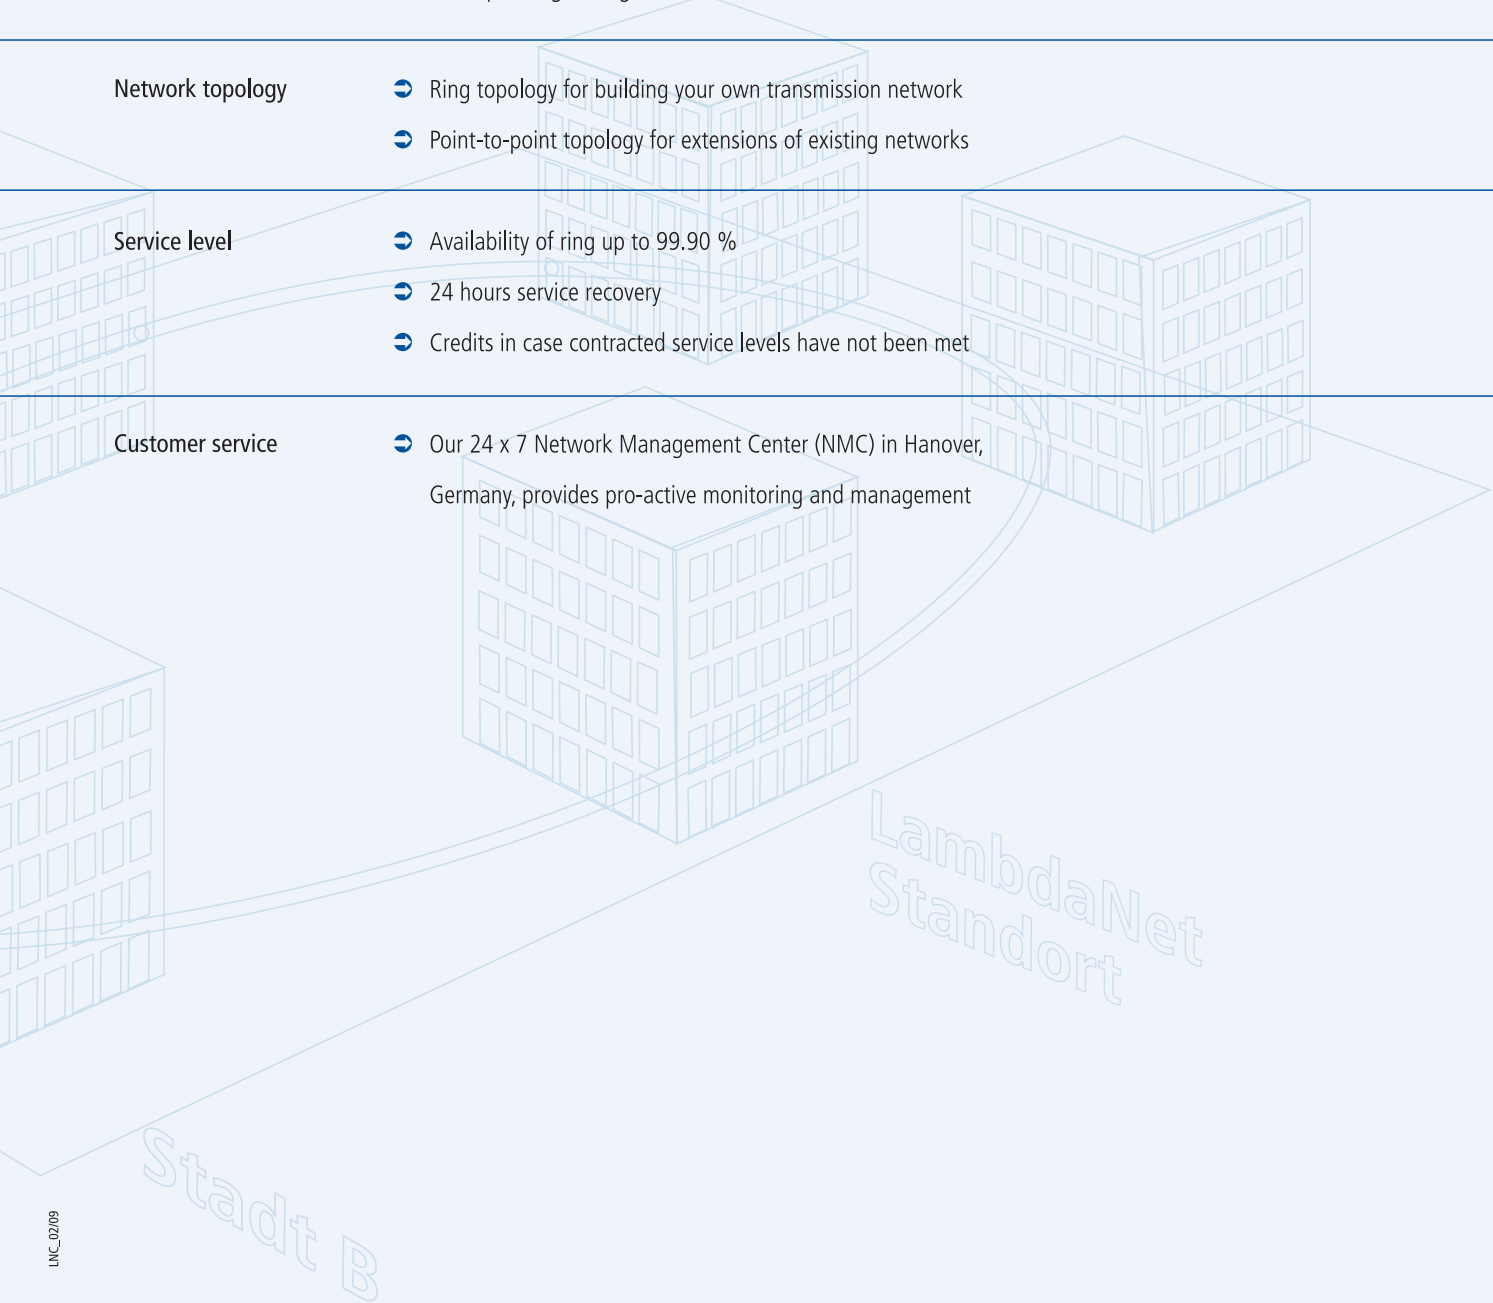 Network topology
Ring topology for building your own transmission network
Point-to-point topology for extensions of existing networks
Service level
Availability of ring up to 99.90 %
24 hours service recovery
Credits in case contracted service levels have not been met
Customer service
Our 24 x 7 Network Management Center (NMC) in Hanover,
Germany, provides pro-active monitoring and management
LambdaNet
Standort
Stadt B
LNC_02/09